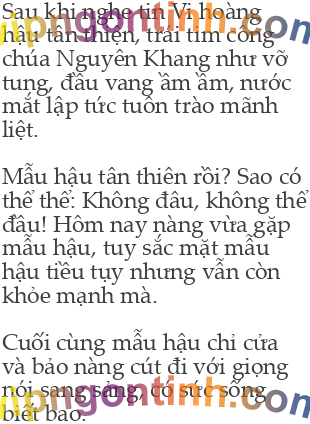 Sau khi nghe tin Vi hoàng
hậu tân thiên, trái tim công
chúa Nguyên Khang như vỡ
tung, đầu vang ầm ầm, nước
mắt lập tức tuôn trào mãnh
liệt.
Mẫu hậu tân thiên rồi? Sao có
thể thế: Không đâu, không thể
đâu! Hôm nay nàng vừa gặp
mẫu hậu, tuy sắc mặt mẫu
hậu tiều tụy nhưng vẫn còn
khỏe mạnh mà.
Cuối cùng mẫu hậu chỉ cửa
và bảo nàng cút đi với giọng
nói sang sảng, có sức sống
biết bao.